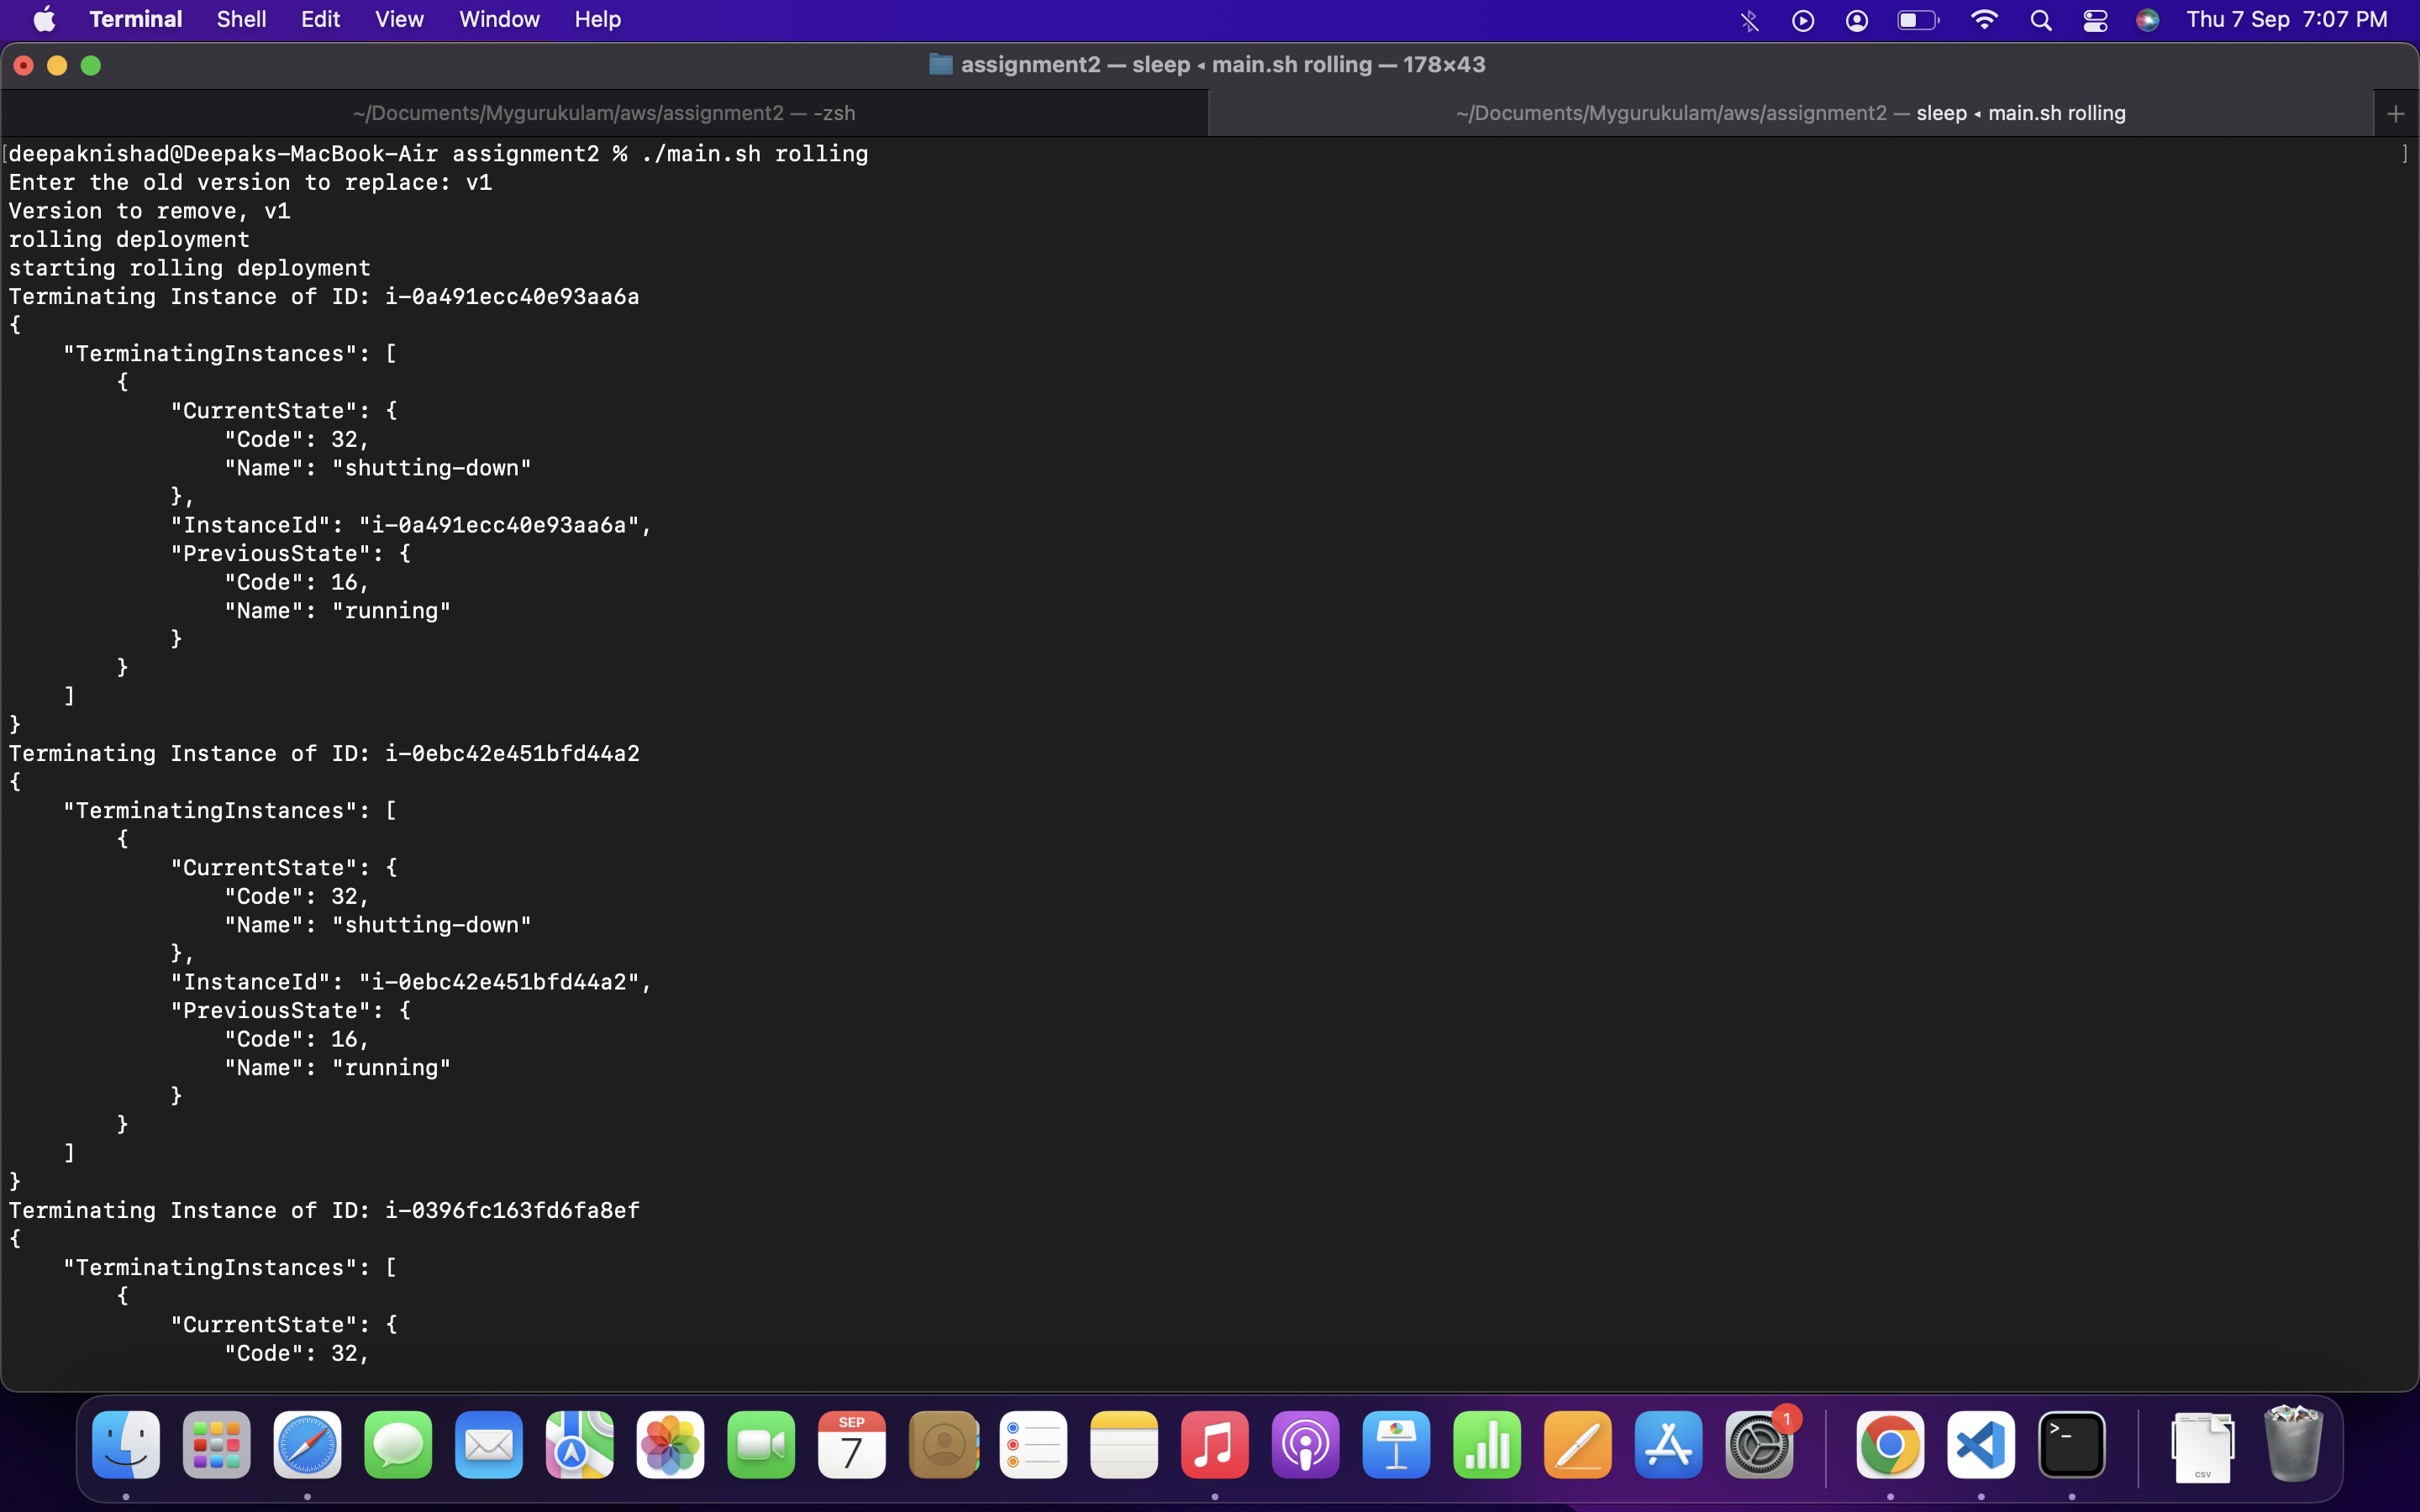 Terminal Shell Edit View Window Help Thu 7 Sep 7:07 PM
assignment2 — sleep ◂ main.sh rolling — 178×43
~/Documents/Mygurukulam/aws/assignment2 — -zsh
~/Documents/Mygurukulam/aws/assignment2 — sleep ◂ main.sh rolling
[deepaknishad@Deepaks-MacBook-Air assignment2 % ./main.sh rolling ]
Enter the old version to replace: v1
Version to remove, v1
rolling deployment
starting rolling deployment
Terminating Instance of ID: i-0a491ecc40e93aa6a
{
    "TerminatingInstances": [
        {
            "CurrentState": {
                "Code": 32,
                "Name": "shutting-down"
            },
            "InstanceId": "i-0a491ecc40e93aa6a",
            "PreviousState": {
                "Code": 16,
                "Name": "running"
            }
        }
    ]
}
Terminating Instance of ID: i-0ebc42e451bfd44a2
{
    "TerminatingInstances": [
        {
            "CurrentState": {
                "Code": 32,
                "Name": "shutting-down"
            },
            "InstanceId": "i-0ebc42e451bfd44a2",
            "PreviousState": {
                "Code": 16,
                "Name": "running"
            }
        }
    ]
}
Terminating Instance of ID: i-0396fc163fd6fa8ef
{
    "TerminatingInstances": [
        {
            "CurrentState": {
                "Code": 32,
SEP
7
1
>_
CSV